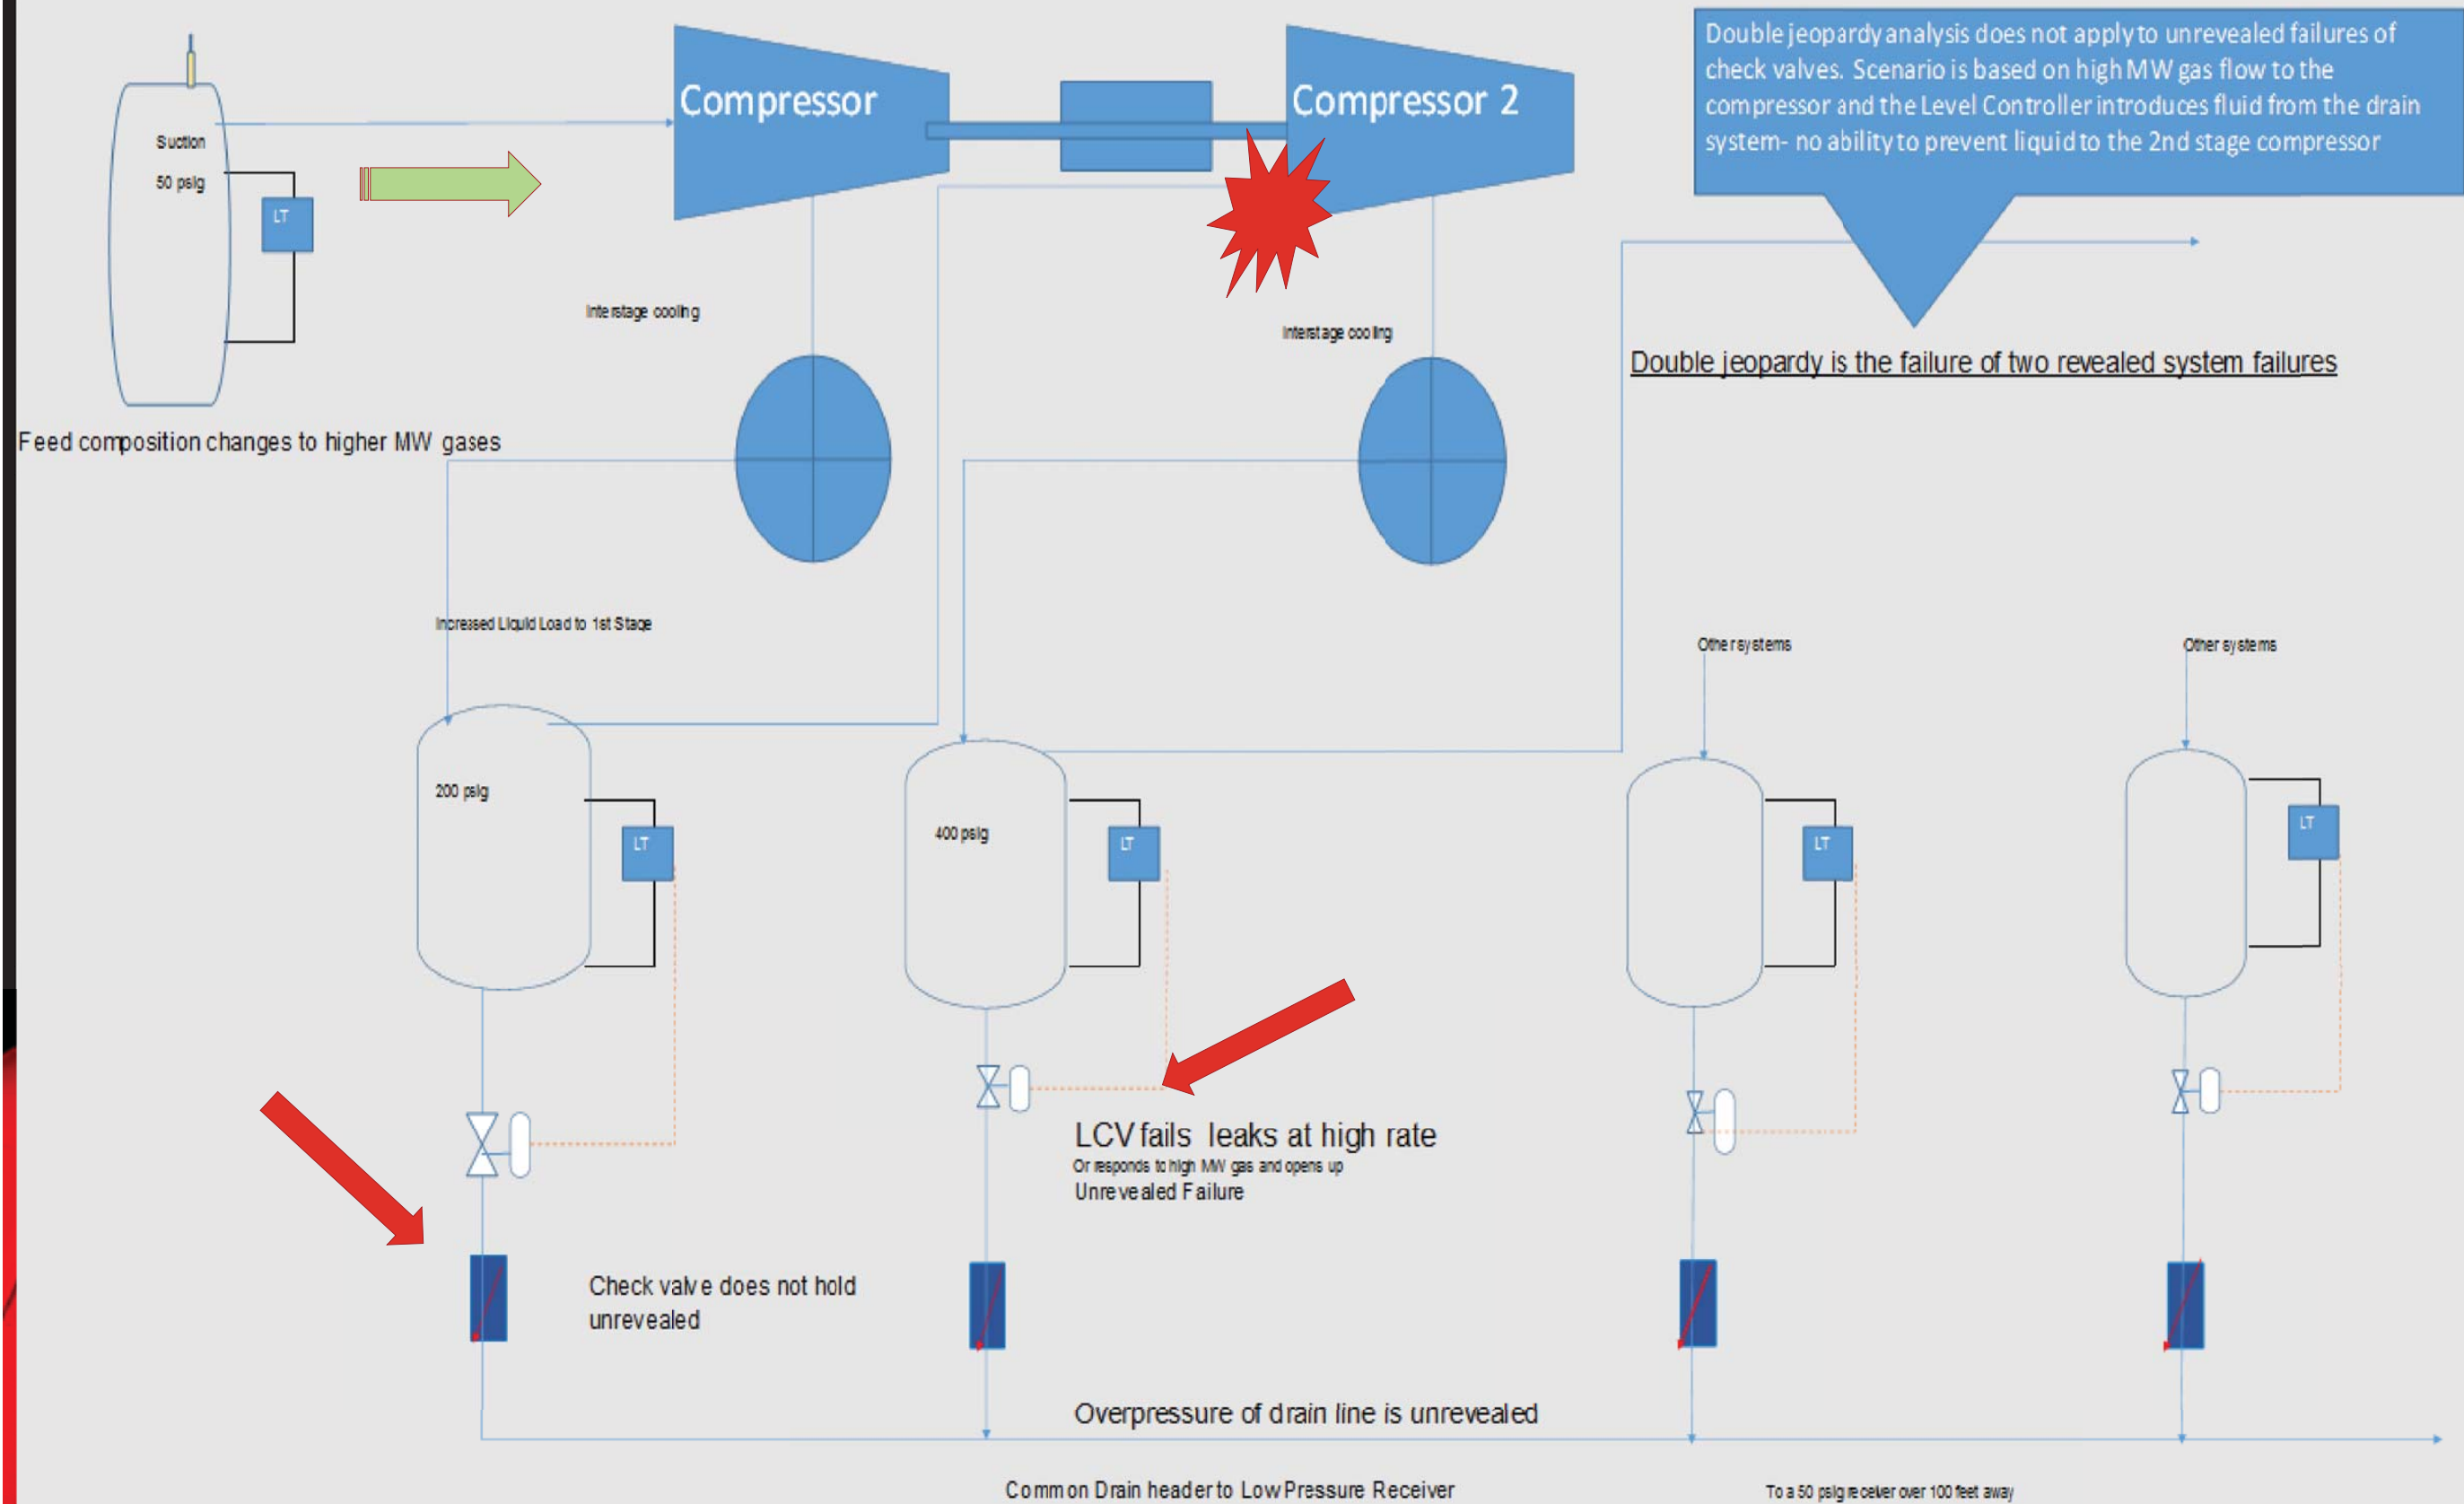 Compressor
Compressor 2
Double jeopardy analysis does not apply to unrevealed failures of
check valves. Scenario is based on high MW gas flow to the
compressor and the Level Controller introduces fluid from the drain
system- no ability to prevent liquid to the 2nd stage compressor
Suction
50 psig
LT
Interstage cooling
Interstage cooling
Double jeopardy is the failure of two revealed system failures
Feed composition changes to higher MW gases
Increased Liquid Load to 1st Stage
Other systems
Other systems
200 psig
LT
400 psig
LT
LT
LT
LCV fails leaks at high rate
Or responds to high MW gas and opens up
Unrevealed Failure
Check valve does not hold
unrevealed
Overpressure of drain line is unrevealed
Common Drain header to Low Pressure Receiver
To a 50 psig receiver over 100 feet away